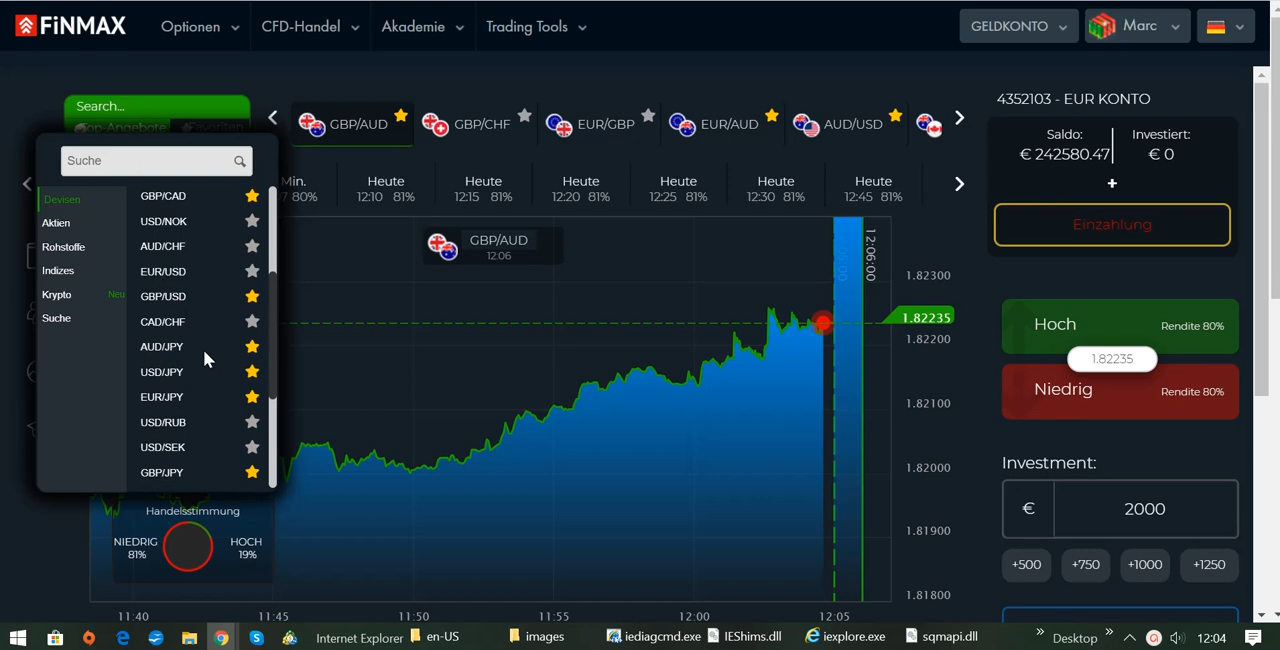 FiNMAX
Optionen
CFD-Handel
Akademie
Trading Tools
GELDKONTO
Marc
Search...
Top-Angebote
Favoriten
GBP/AUD
GBP/CHF
EUR/GBP
EUR/AUD
AUD/USD
Suche
Min.
80%
Heute
12:10 81%
Heute
12:15 81%
Heute
12:20 81%
Heute
12:25 81%
Heute
12:30 81%
Heute
12:45 81%
Devisen
Aktien
Rohstoffe
Indizes
Krypto Neu
Suche
GBP/CAD
USD/NOK
AUD/CHF
EUR/USD
GBP/USD
CAD/CHF
AUD/JPY
USD/JPY
EUR/JPY
USD/RUB
USD/SEK
GBP/JPY
GBP/AUD
12:06
12:06:00
1.82300
1.82235
1.82200
1.82100
1.82000
1.81900
1.81800
Handelsstimmung
NIEDRIG
81%
HOCH
19%
11:40
11:45
11:50
11:55
12:00
12:05
4352103 - EUR KONTO
Saldo:
€ 242580.47
Investiert:
€ 0
+
Einzahlung
Hoch
Rendite 80%
1.82235
Niedrig
Rendite 80%
Investment:
€
2000
+500
+750
+1000
+1250
Internet Explorer
en-US
images
iediagcmd.exe
IEShims.dll
iexplore.exe
sqmapi.dll
Desktop
12:04